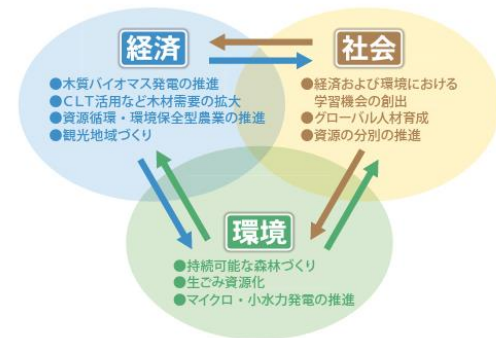 経済
●木質バイオマス発電の推進
●CLT活用など木材需要の拡大
●資源循環・環境保全型農業の推進
●観光地域づくり
社会
●経済および環境における
学習機会の創出
●グローバル人材育成
●資源の分別の推進
環境
●持続可能な森林づくり
●生ごみ資源化
●マイクロ・小水力発電の推進